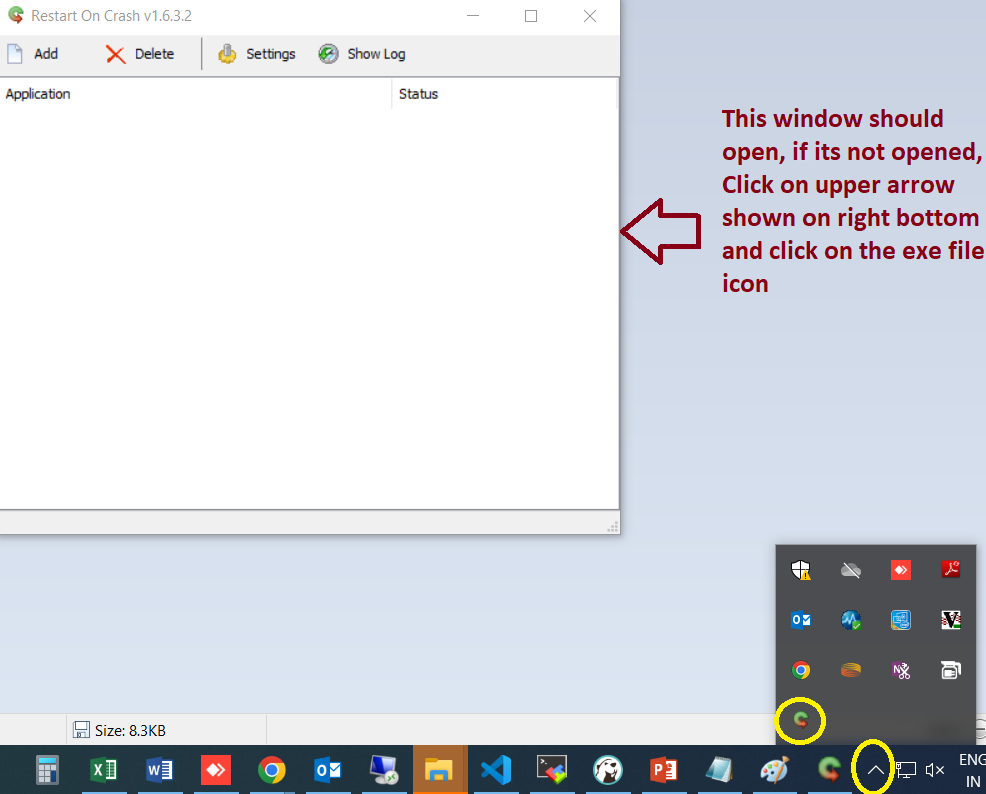 Restart On Crash v1.6.3.2
Add Delete Settings Show Log
Application Status
This window should
open, if its not opened,
Click on upper arrow
shown on right bottom
and click on the exe file
icon
Size: 8.3KB
ENG
IN